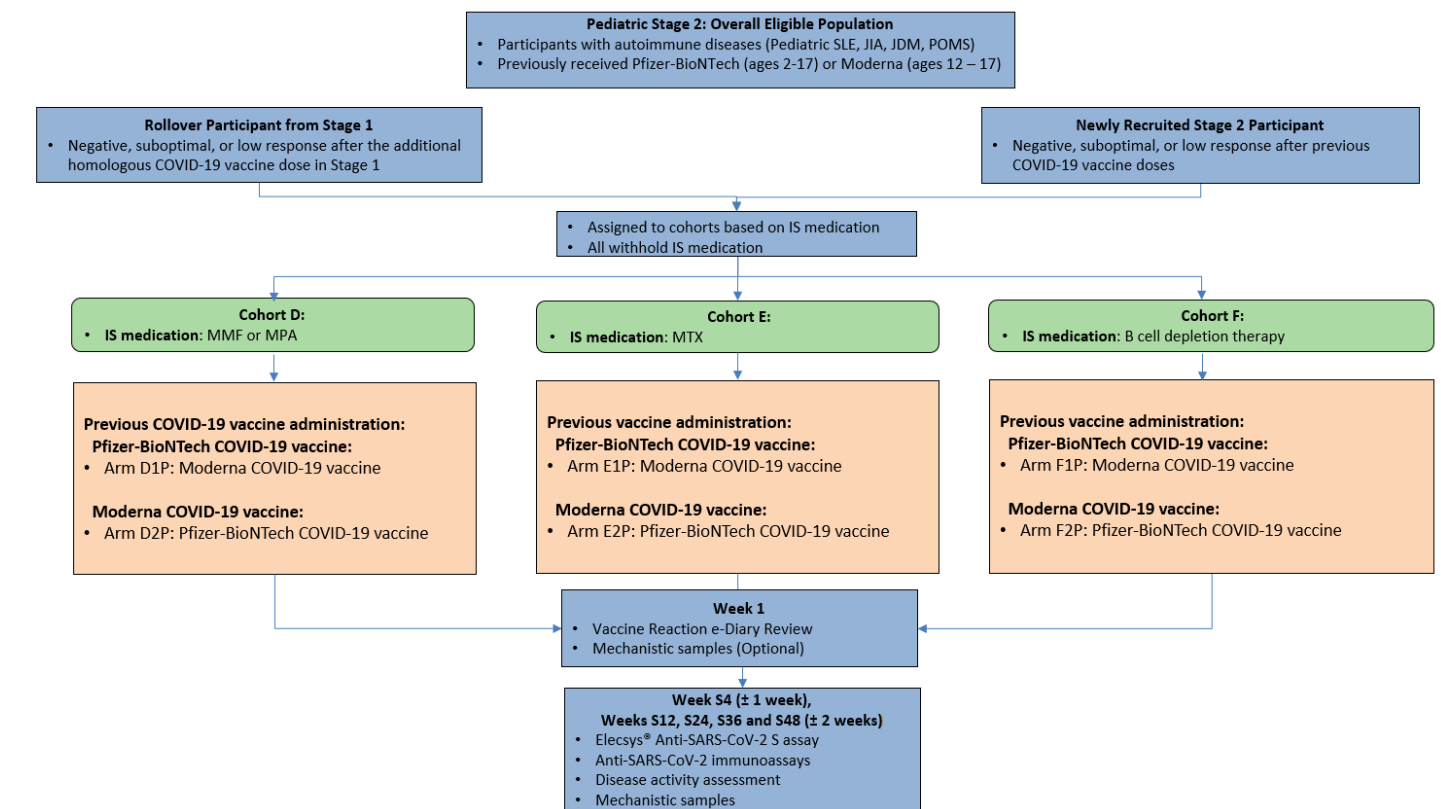 Pediatric Stage 2: Overall Eligible Population
• Participants with autoimmune diseases (Pediatric SLE, JIA, JDM, POMS)
• Previously received Pfizer-BioNTech (ages 2-17) or Moderna (ages 12 – 17)
Rollover Participant from Stage 1
• Negative, suboptimal, or low response after the additional
homologous COVID-19 vaccine dose in Stage 1
Newly Recruited Stage 2 Participant
• Negative, suboptimal, or low response after previous
COVID-19 vaccine doses
• Assigned to cohorts based on IS medication
• All withhold IS medication
Cohort D:
• IS medication: MMF or MPA
Cohort E:
• IS medication: MTX
Cohort F:
• IS medication: B cell depletion therapy
Previous COVID-19 vaccine administration:
Pfizer-BioNTech COVID-19 vaccine:
• Arm D1P: Moderna COVID-19 vaccine
Moderna COVID-19 vaccine:
• Arm D2P: Pfizer-BioNTech COVID-19 vaccine
Previous vaccine administration:
Pfizer-BioNTech COVID-19 vaccine:
• Arm E1P: Moderna COVID-19 vaccine
Moderna COVID-19 vaccine:
• Arm E2P: Pfizer-BioNTech COVID-19 vaccine
Previous vaccine administration:
Pfizer-BioNTech COVID-19 vaccine:
• Arm F1P: Moderna COVID-19 vaccine
Moderna COVID-19 vaccine:
• Arm F2P: Pfizer-BioNTech COVID-19 vaccine
Week 1
• Vaccine Reaction e-Diary Review
• Mechanistic samples (Optional)
Week S4 (± 1 week),
Weeks S12, S24, S36 and S48 (± 2 weeks)
• Elecsys® Anti-SARS-CoV-2 S assay
• Anti-SARS-CoV-2 immunoassays
• Disease activity assessment
• Mechanistic samples